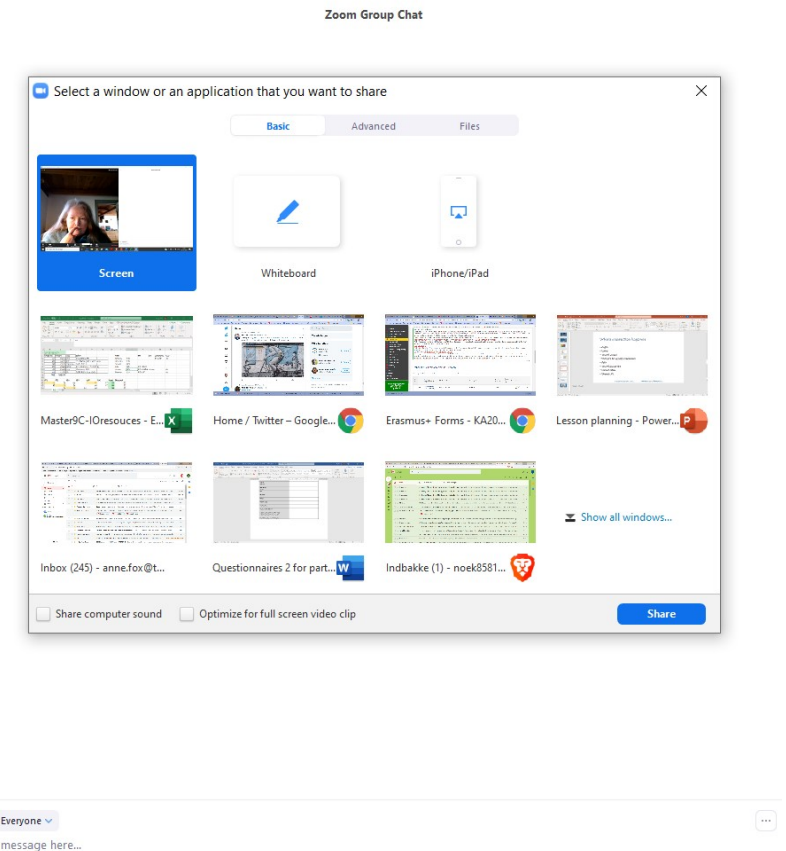 Zoom Group Chat
Select a window or an application that you want to share
Basic Advanced Files
Screen Whiteboard iPhone/iPad
Master9C-IOresouces - E... Home / Twitter – Google... Erasmus+ Forms - KA20... Lesson planning - Power...
Show all windows...
Inbox (245) - anne.fox@t... Questionnaires 2 for part... Indbakke (1) - noek8581...
Share computer sound Optimize for full screen video clip Share
Everyone
message here...